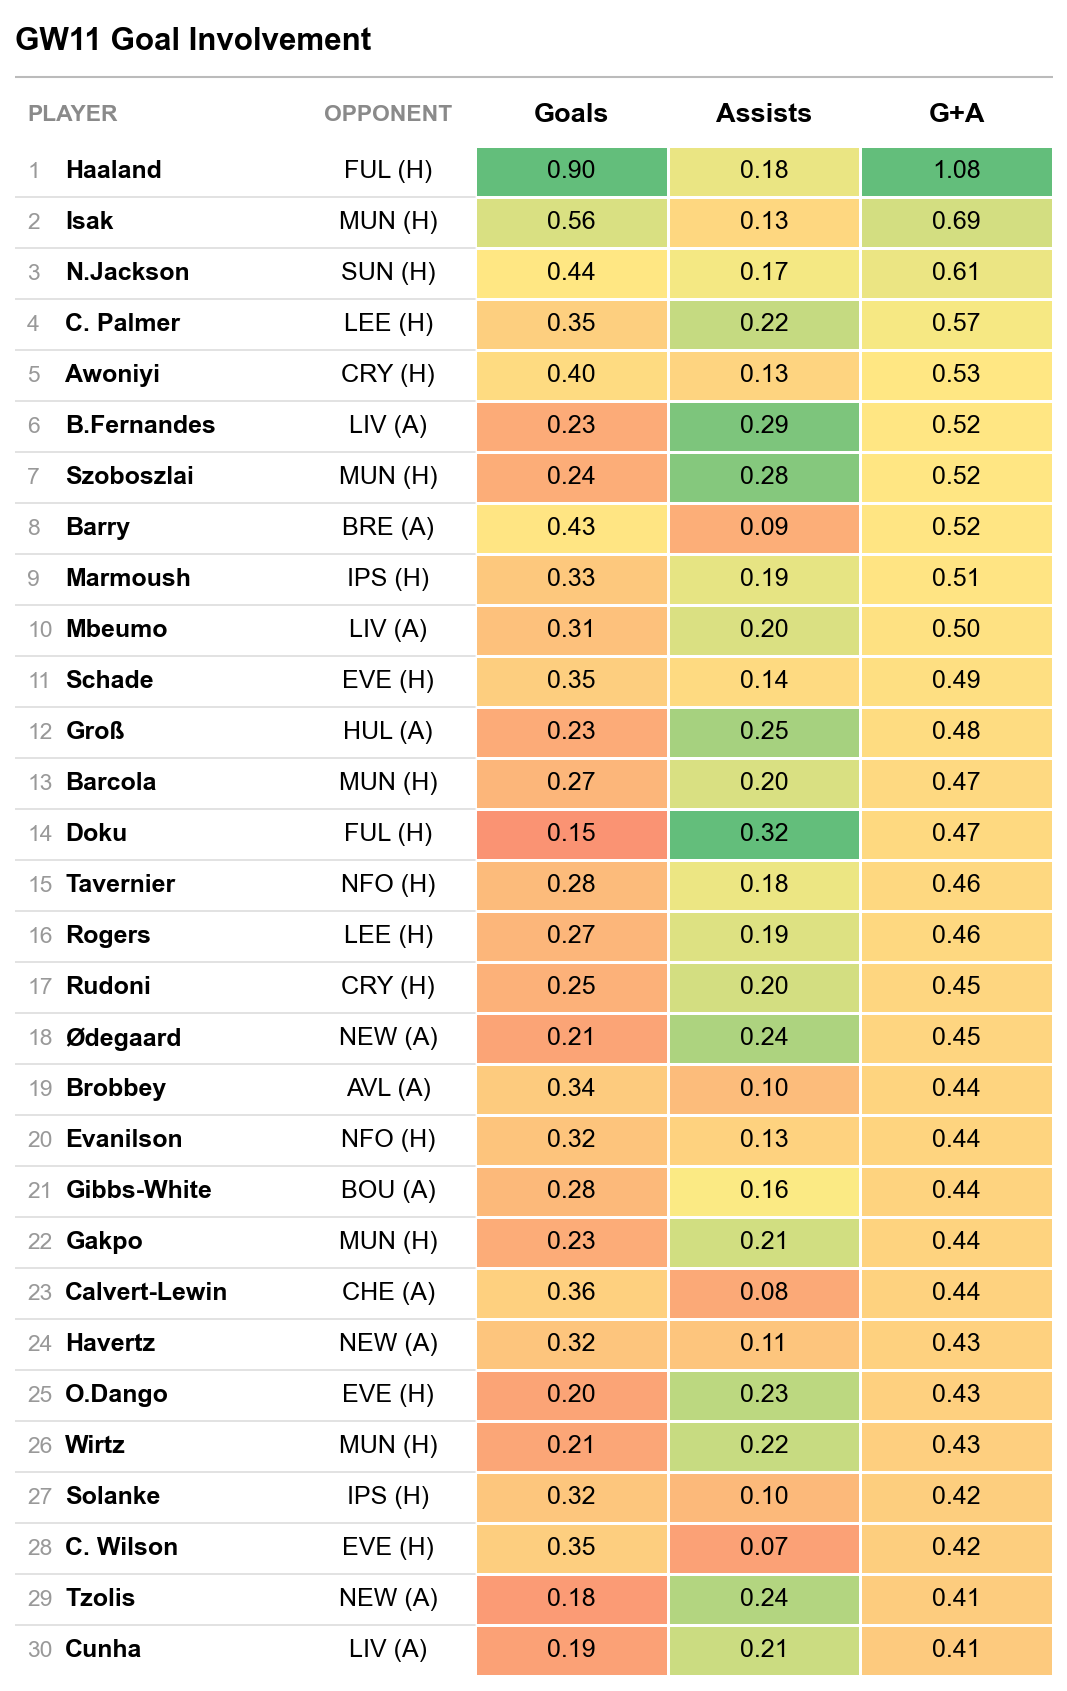 GW11 Goal Involvement
PLAYER OPPONENT Goals Assists G+A
1 Haaland FUL (H) 0.90 0.18 1.08
2 Isak MUN (H) 0.56 0.13 0.69
3 N.Jackson SUN (H) 0.44 0.17 0.61
4 C. Palmer LEE (H) 0.35 0.22 0.57
5 Awoniyi CRY (H) 0.40 0.13 0.53
6 B.Fernandes LIV (A) 0.23 0.29 0.52
7 Szoboszlai MUN (H) 0.24 0.28 0.52
8 Barry BRE (A) 0.43 0.09 0.52
9 Marmoush IPS (H) 0.33 0.19 0.51
10 Mbeumo LIV (A) 0.31 0.20 0.50
11 Schade EVE (H) 0.35 0.14 0.49
12 Groß HUL (A) 0.23 0.25 0.48
13 Barcola MUN (H) 0.27 0.20 0.47
14 Doku FUL (H) 0.15 0.32 0.47
15 Tavernier NFO (H) 0.28 0.18 0.46
16 Rogers LEE (H) 0.27 0.19 0.46
17 Rudoni CRY (H) 0.25 0.20 0.45
18 Ødegaard NEW (A) 0.21 0.24 0.45
19 Brobbey AVL (A) 0.34 0.10 0.44
20 Evanilson NFO (H) 0.32 0.13 0.44
21 Gibbs-White BOU (A) 0.28 0.16 0.44
22 Gakpo MUN (H) 0.23 0.21 0.44
23 Calvert-Lewin CHE (A) 0.36 0.08 0.44
24 Havertz NEW (A) 0.32 0.11 0.43
25 O.Dango EVE (H) 0.20 0.23 0.43
26 Wirtz MUN (H) 0.21 0.22 0.43
27 Solanke IPS (H) 0.32 0.10 0.42
28 C. Wilson EVE (H) 0.35 0.07 0.42
29 Tzolis NEW (A) 0.18 0.24 0.41
30 Cunha LIV (A) 0.19 0.21 0.41